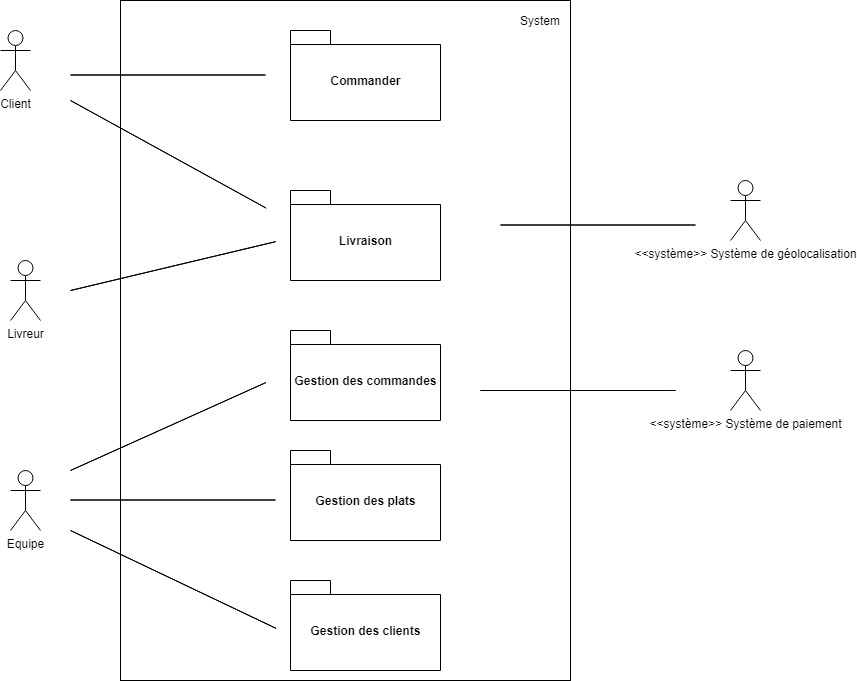 System
Client
Commander
Livraison
<<système>> Système de géolocalisation
Livreur
Gestion des commandes
<<système>> Système de paiement
Gestion des plats
Equipe
Gestion des clients